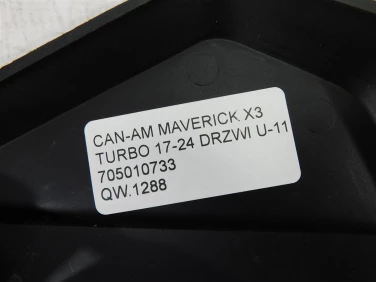 CAN-AM MAVERICK X3
TURBO 17-24 DRZWI U-11
705010733
QW.1288